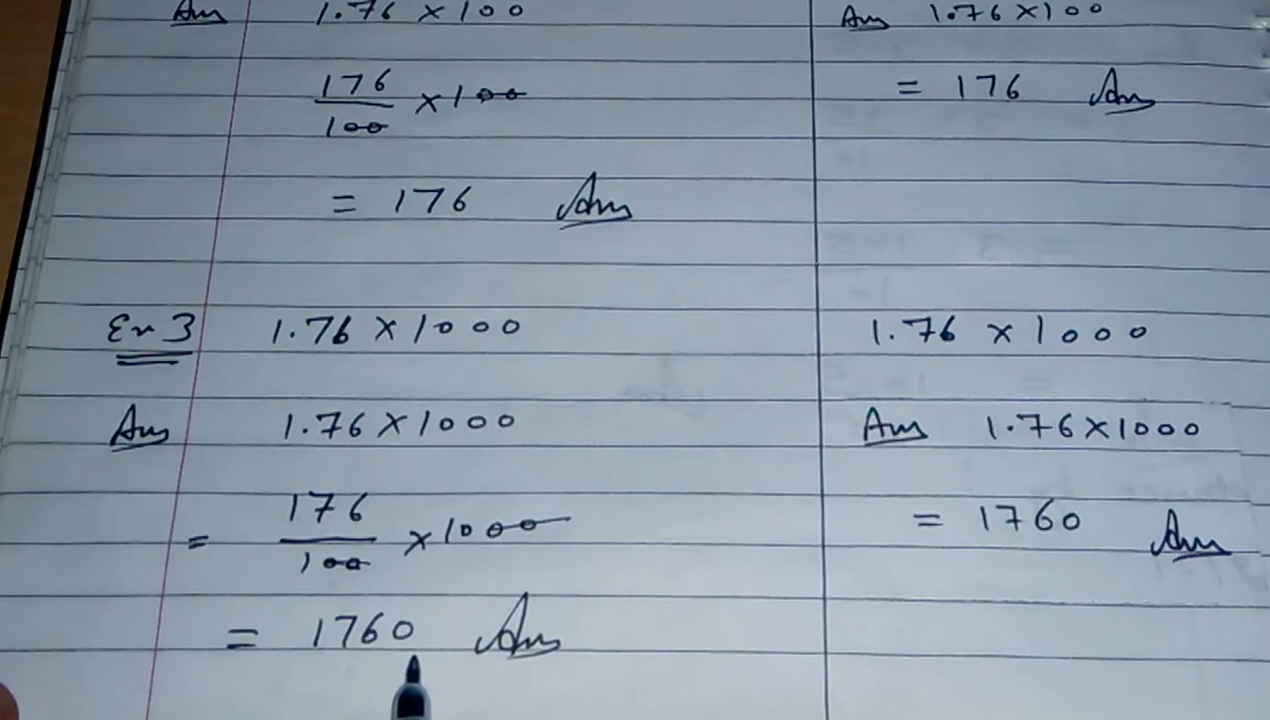 Ans 1.76 × 100
176/100 × 100
= 176 Ans
Ex 3 1.76 × 1000
Ans 1.76 × 1000
= 176/100 × 1000
= 1760 Ans
Ans 1.76 × 100
= 176 Ans
1.76 × 1000
Ans 1.76 × 1000
= 1760 Ans